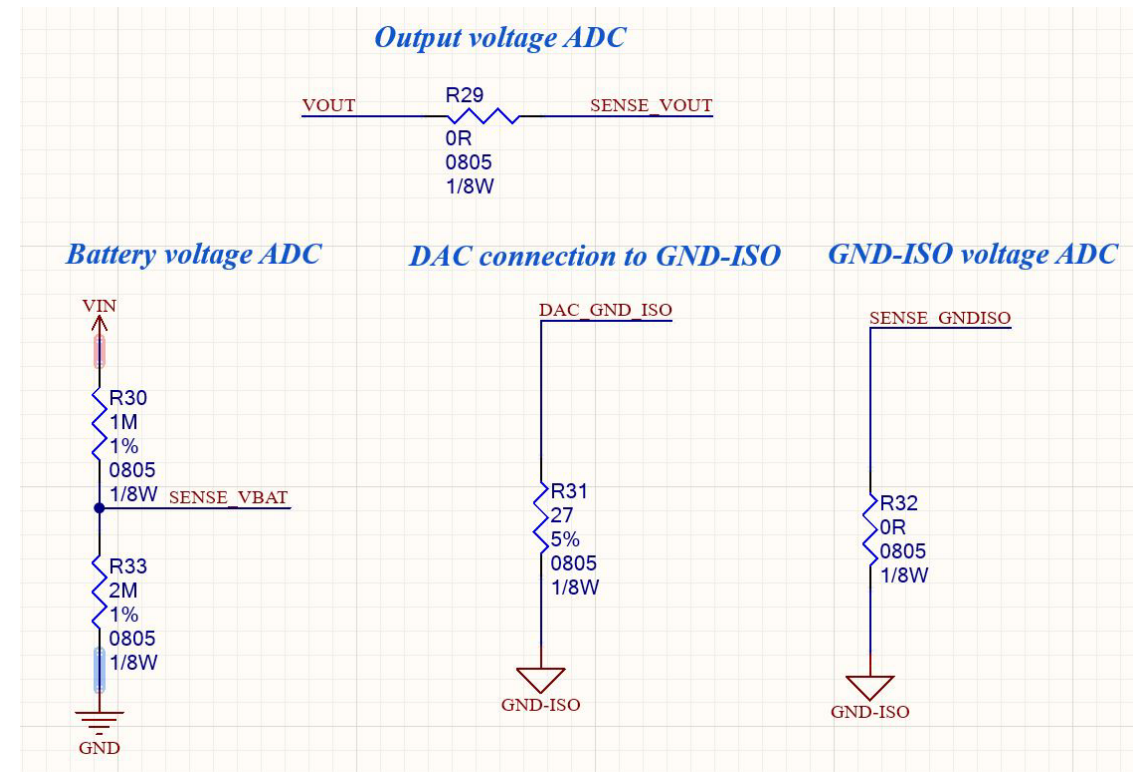 Output voltage ADC
VOUT
R29
SENSE_VOUT
0R
0805
1/8W
Battery voltage ADC
VIN
R30
1M
1%
0805
1/8W
SENSE_VBAT
R33
2M
1%
0805
1/8W
GND
DAC connection to GND-ISO
DAC_GND_ISO
R31
27
5%
0805
1/8W
GND-ISO
GND-ISO voltage ADC
SENSE_GNDISO
R32
0R
0805
1/8W
GND-ISO